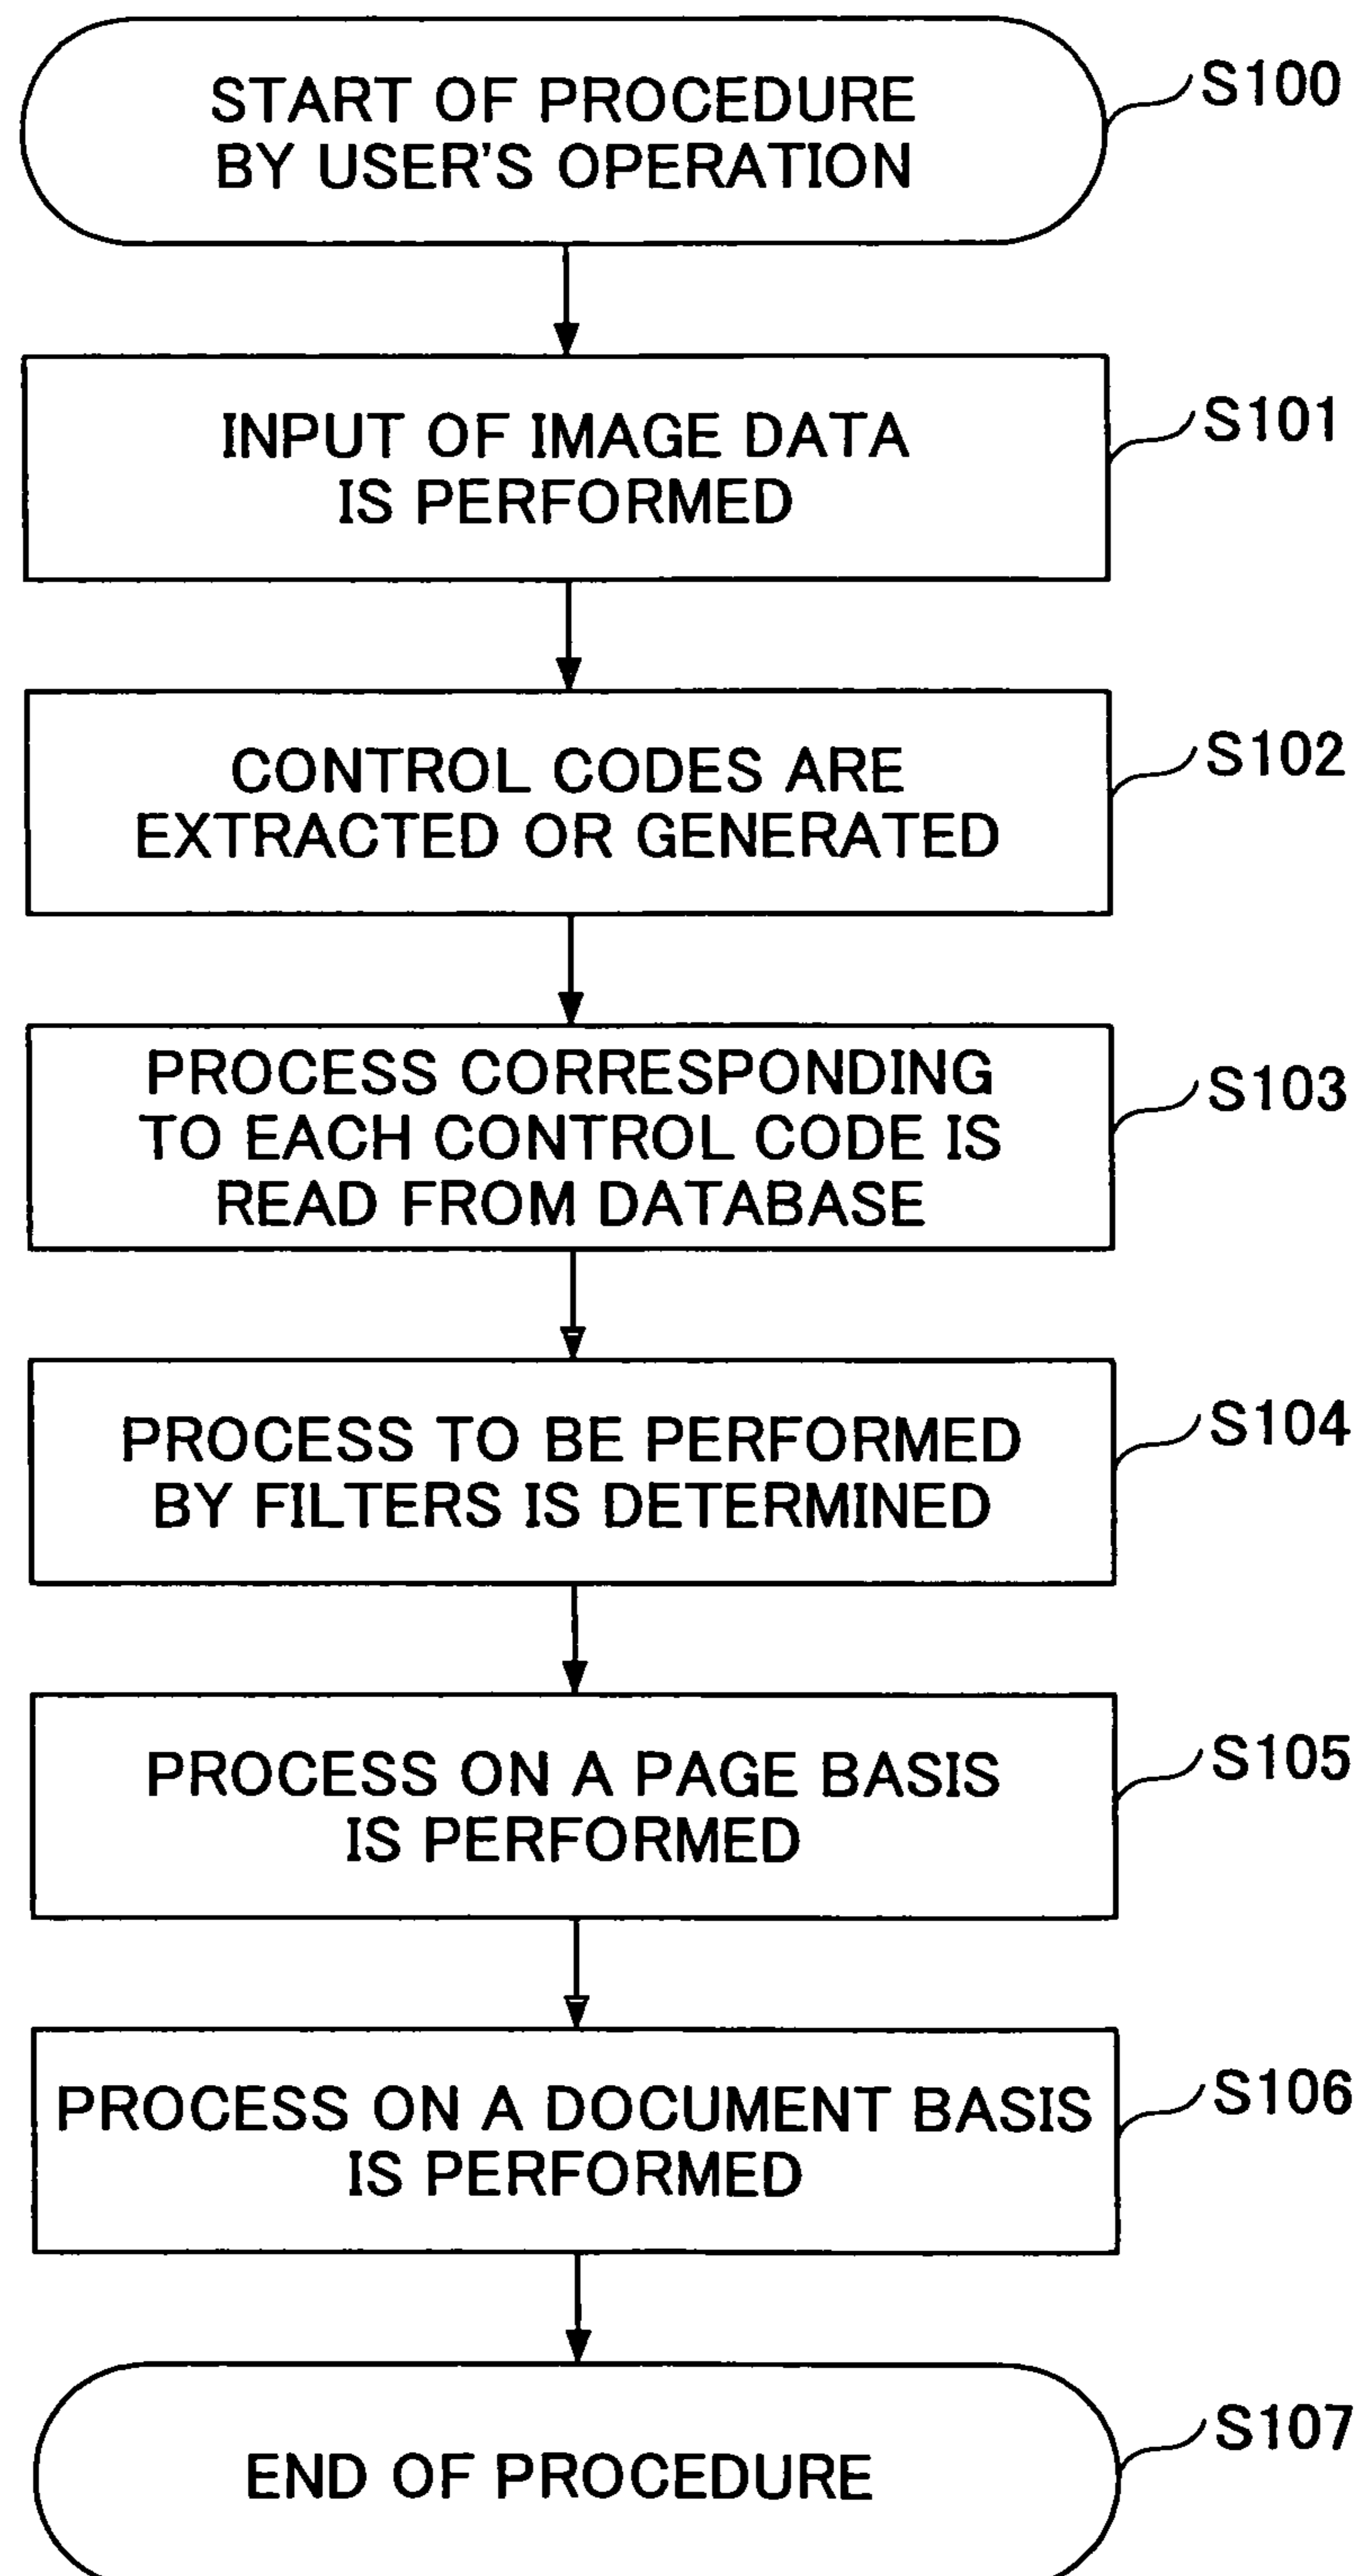 START OF PROCEDURE
BY USER'S OPERATION
S100
INPUT OF IMAGE DATA
IS PERFORMED
S101
CONTROL CODES ARE
EXTRACTED OR GENERATED
S102
PROCESS CORRESPONDING
TO EACH CONTROL CODE IS
READ FROM DATABASE
S103
PROCESS TO BE PERFORMED
BY FILTERS IS DETERMINED
S104
PROCESS ON A PAGE BASIS
IS PERFORMED
S105
PROCESS ON A DOCUMENT BASIS
IS PERFORMED
S106
END OF PROCEDURE
S107